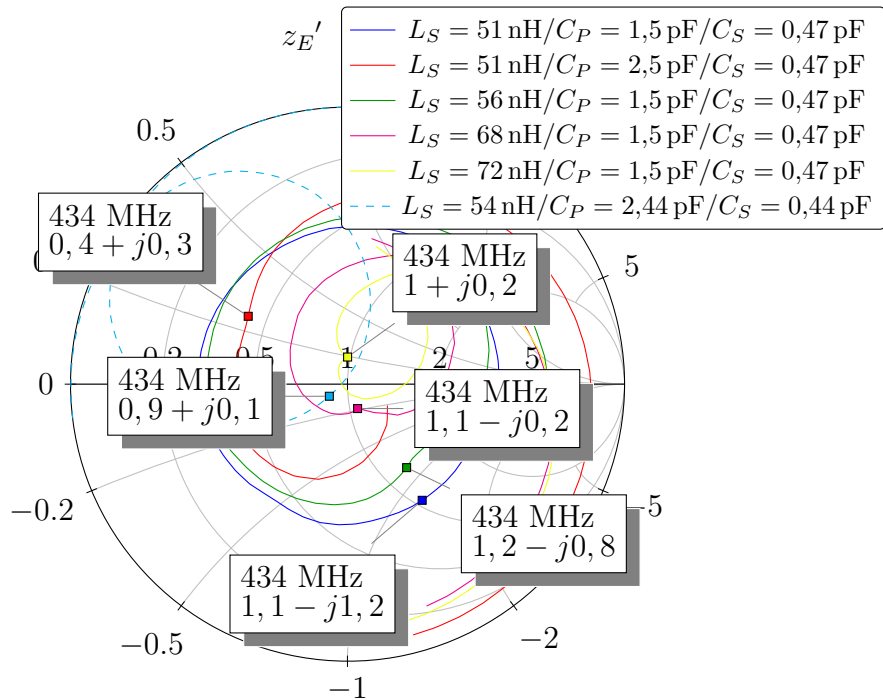 z_E′
L_S = 51 nH/C_P = 1,5 pF/C_S = 0,47 pF
L_S = 51 nH/C_P = 2,5 pF/C_S = 0,47 pF
L_S = 56 nH/C_P = 1,5 pF/C_S = 0,47 pF
L_S = 68 nH/C_P = 1,5 pF/C_S = 0,47 pF
L_S = 72 nH/C_P = 1,5 pF/C_S = 0,47 pF
L_S = 54 nH/C_P = 2,44 pF/C_S = 0,44 pF
0.5
434 MHz
0, 4 + j0, 3
434 MHz
1 + j0, 2
5
0.2
0.5
1
2
5
0
434 MHz
0, 9 + j0, 1
434 MHz
1, 1 − j0, 2
−0.2
434 MHz
1, 2 − j0, 8
−5
434 MHz
1, 1 − j1, 2
−0.5
−2
−1